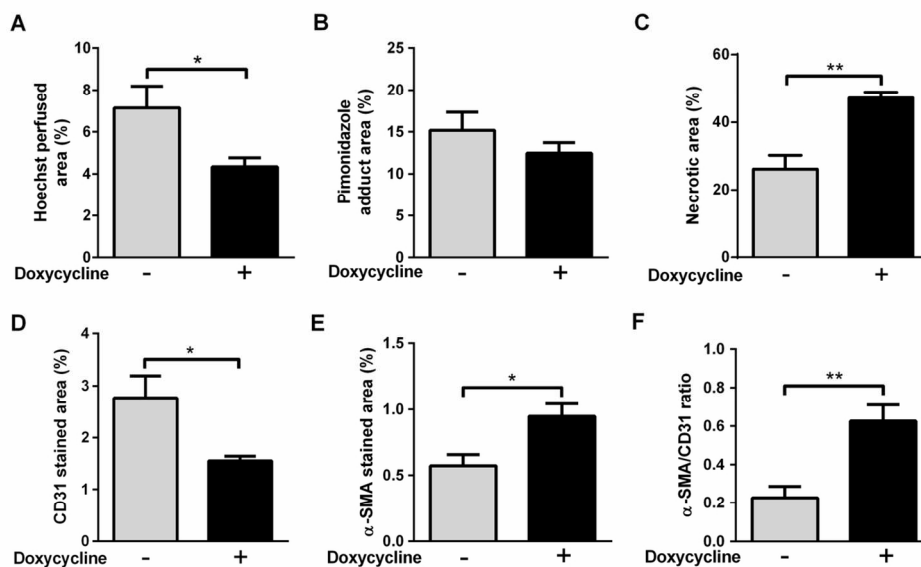 A
Hoechst perfused
area (%)
10
8
6
4
2
0
*
Doxycycline - +
B
Pimonidazole
adduct area (%)
25
20
15
10
5
0
Doxycycline - +
C
Necrotic area (%)
60
40
20
0
**
Doxycycline - +
D
CD31 stained area (%)
4
3
2
1
0
*
Doxycycline - +
E
α-SMA stained area (%)
1.5
1.0
0.5
0.0
*
Doxycycline - +
F
α-SMA/CD31 ratio
1.0
0.8
0.6
0.4
0.2
0.0
**
Doxycycline - +